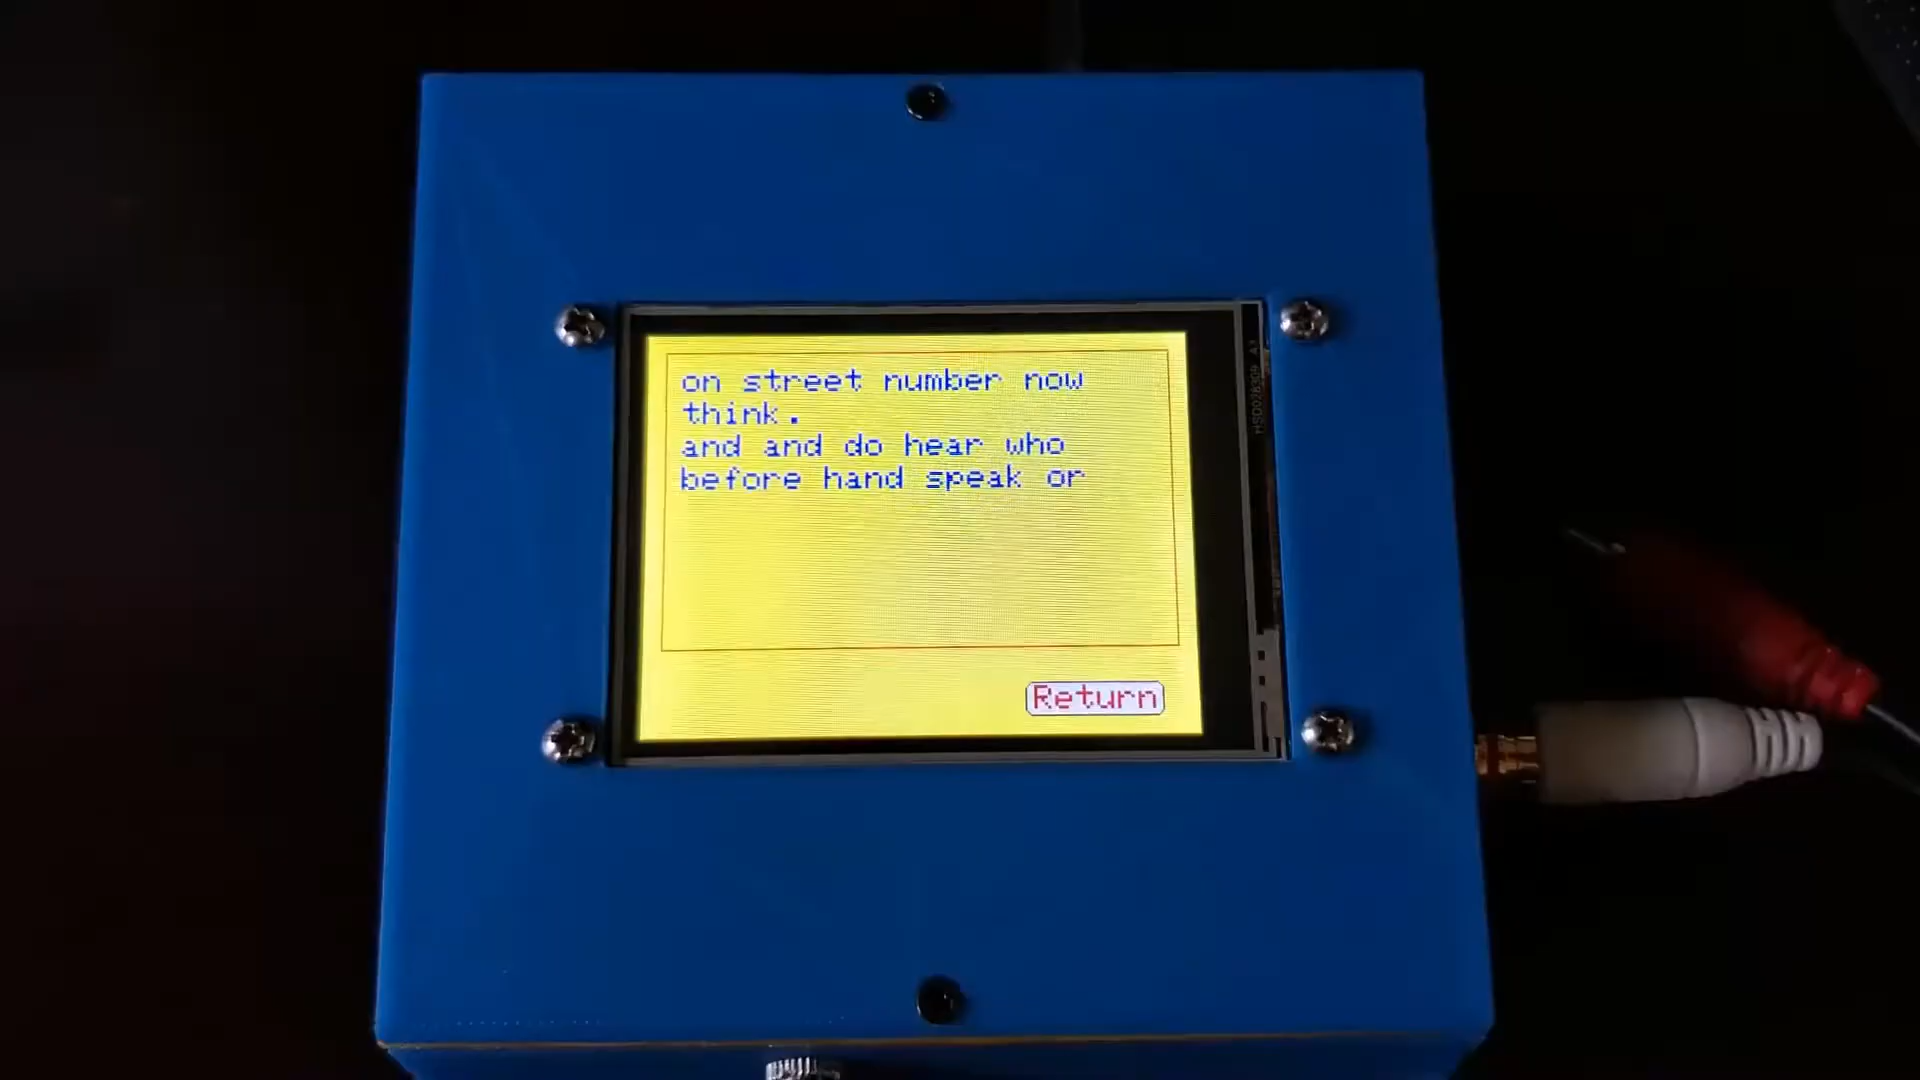 on street number now
think.
and and do hear who
before hand speak or
Return